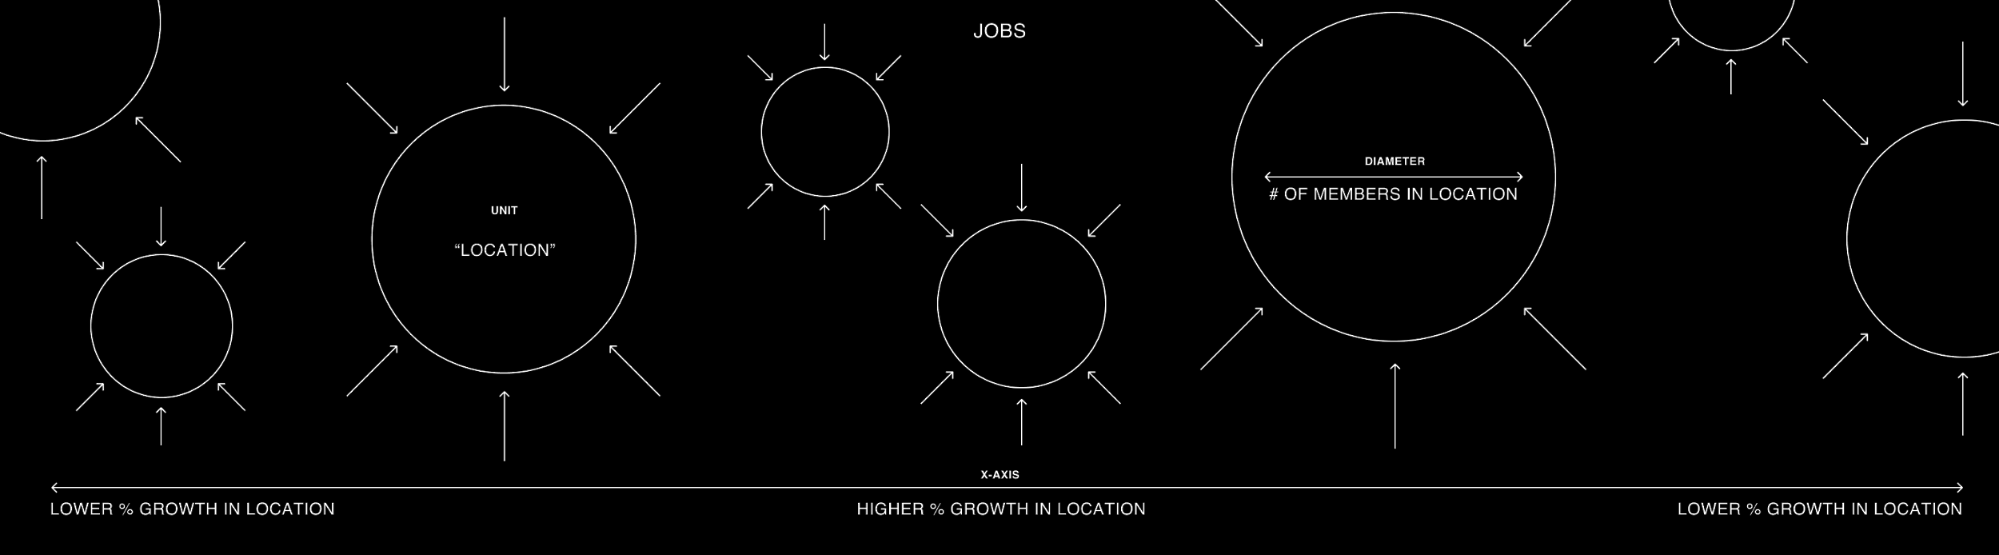 JOBS
UNIT
“LOCATION”
DIAMETER
# OF MEMBERS IN LOCATION
X-AXIS
LOWER % GROWTH IN LOCATION
HIGHER % GROWTH IN LOCATION
LOWER % GROWTH IN LOCATION